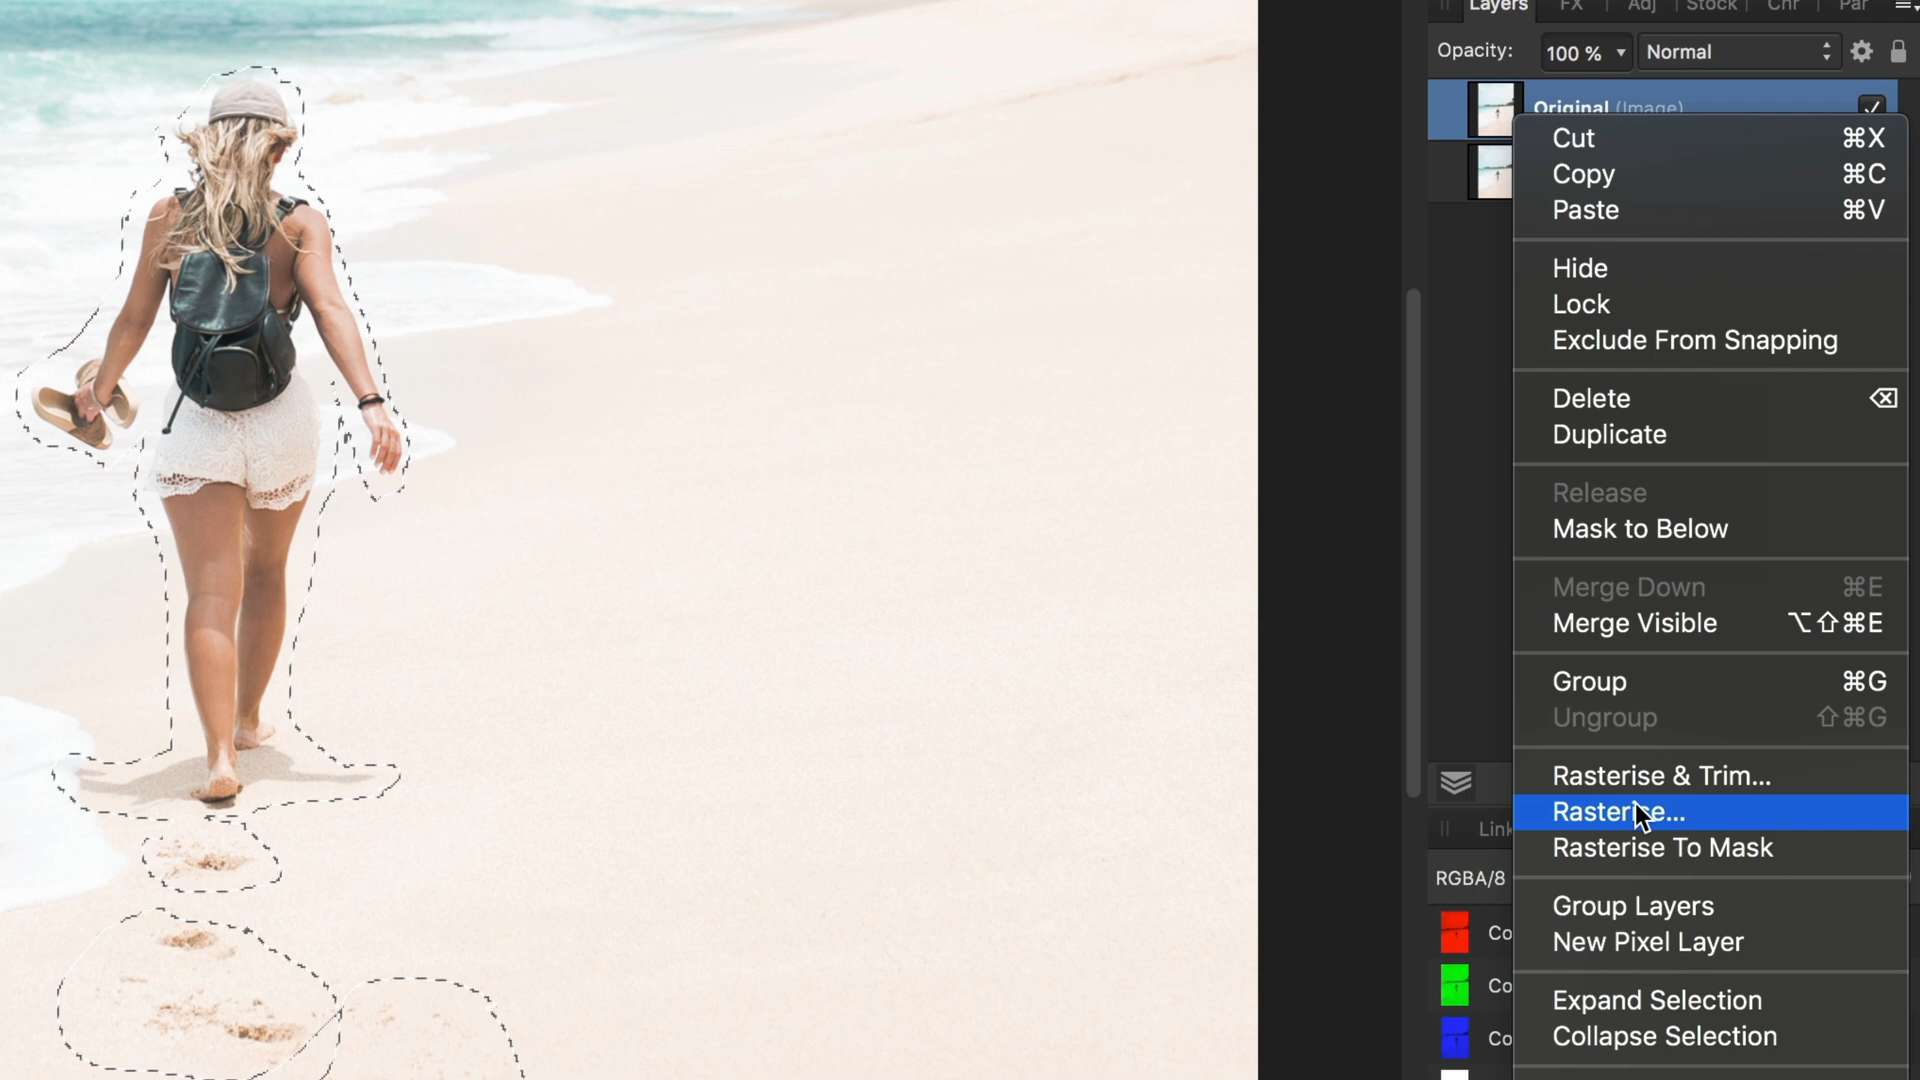 Layers FX Adj Stock Chr Par
Opacity: 100 % Normal
Original (Image)
Cut ⌘X
Copy ⌘C
Paste ⌘V
Hide
Lock
Exclude From Snapping
Delete ⌫
Duplicate
Release
Mask to Below
Merge Down ⌘E
Merge Visible ⌥⇧⌘E
Group ⌘G
Ungroup ⇧⌘G
Rasterise & Trim...
Rasterise...
Link
Rasterise To Mask
RGBA/8
Group Layers
Co
New Pixel Layer
Co
Expand Selection
Co
Collapse Selection